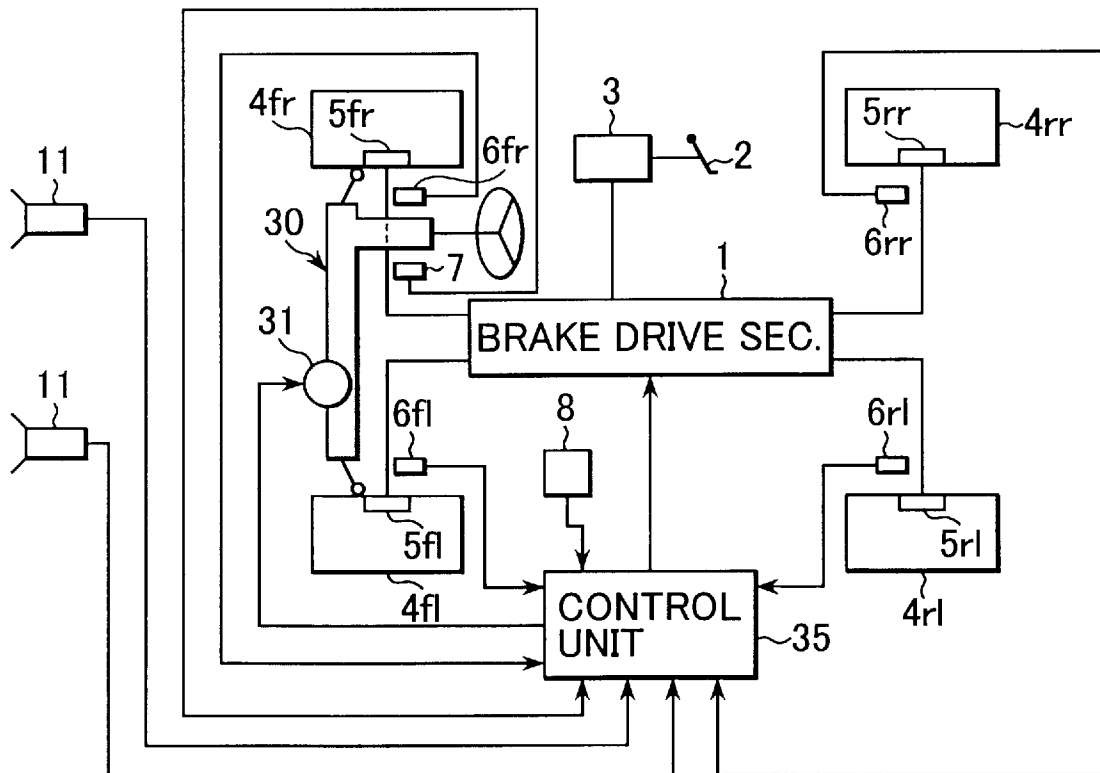 4fr
5fr
3
5rr
4rr
11
6fr
2
30
6rr
7
1
31
BRAKE DRIVE SEC.
11
6fl
8
6rl
5fl
5rl
4fl
CONTROL
UNIT
4rl
35